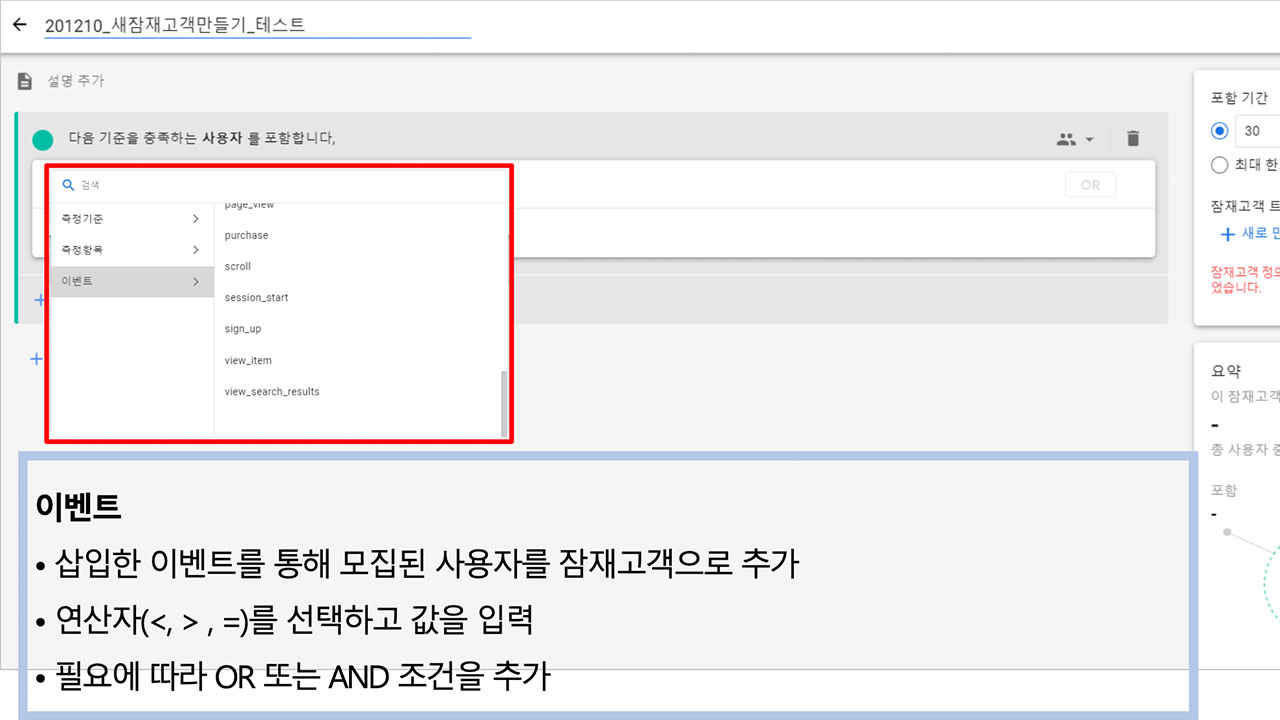 201210_새잠재고객만들기_테스트
설명 추가
다음 기준을 충족하는 사용자 를 포함합니다,
검색
OR
측정기준
측정항목
이벤트
page_view
purchase
scroll
session_start
sign_up
view_item
view_search_results
포함 기간
30
최대 한
잠재고객 트
+ 새로 만
잠재고객 정의
었습니다.
요약
이 잠재고객
-
총 사용자 중
포함
-
이벤트
• 삽입한 이벤트를 통해 모집된 사용자를 잠재고객으로 추가
• 연산자(<, > , =)를 선택하고 값을 입력
• 필요에 따라 OR 또는 AND 조건을 추가